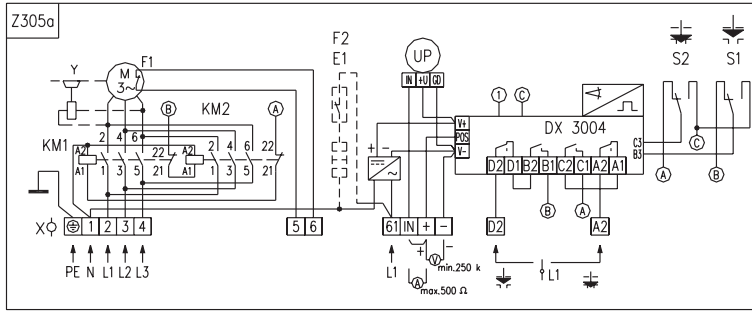 Z305a
F2
E1
S2 S1
Y
M
3~
F1
UP
IN +U GD
B
KM2
A
1 C
DX 3004
V+
POS
V-
C3
B3
C
KM1
A2
A1
2 4 6 22
1 3 5 21
A2
A1
2 4 6 22
1 3 5 21
+ -
D2 D1 B2 B1 C2 C1 A2 A1
A B
B A
X
1 2 3 4
5 6
61 IN + -
D2
A2
PE N L1 L2 L3
L1
+ -
V
min.250 k
A
max.500 Ω
L1